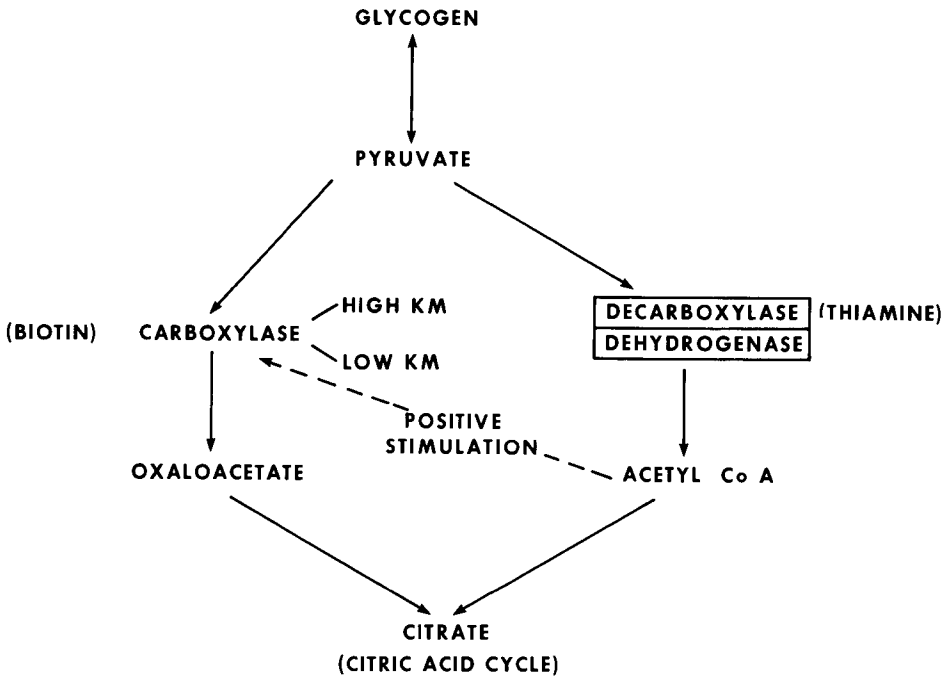 GLYCOGEN
PYRUVATE
(BIOTIN) CARBOXYLASE
HIGH KM
LOW KM
DECARBOXYLASE (THIAMINE)
DEHYDROGENASE
POSITIVE
STIMULATION
OXALOACETATE
ACETYL Co A
CITRATE
(CITRIC ACID CYCLE)